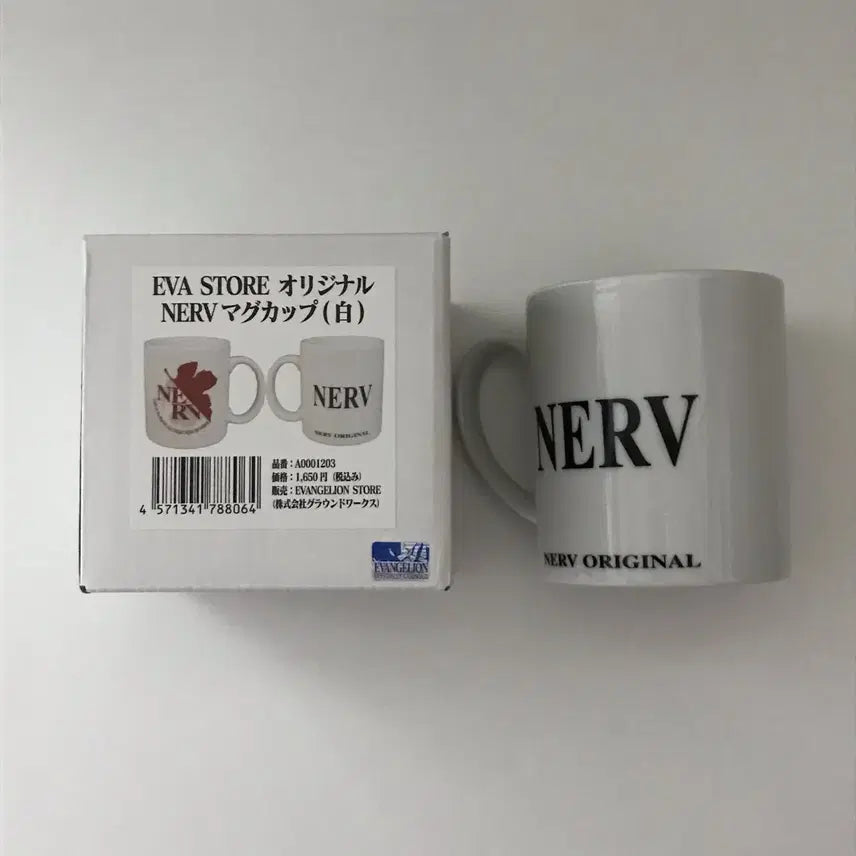 EVA STORE オリジナル
NERVマグカップ(白)
NERV
NERV
NERV ORIGINAL
品番：A0001203
価格：1,650円（税込み）
販売：EVANGELION STORE
(株式会社グラウンドワークス)
4 571341 788064
EVANGELION
NERV
NERV ORIGINAL